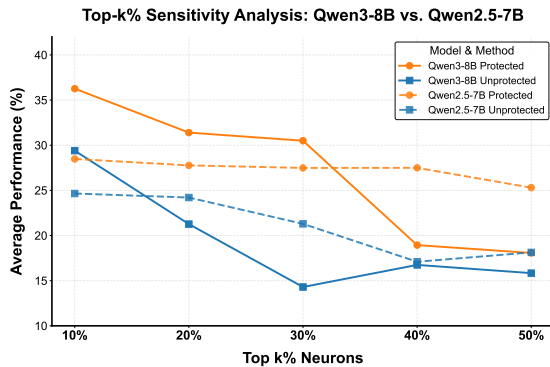 Top-k% Sensitivity Analysis: Qwen3-8B vs. Qwen2.5-7B
Model & Method
Qwen3-8B Protected
Qwen3-8B Unprotected
Qwen2.5-7B Protected
Qwen2.5-7B Unprotected
Average Performance (%)
40
35
30
25
20
15
10
10%
20%
30%
40%
50%
Top k% Neurons